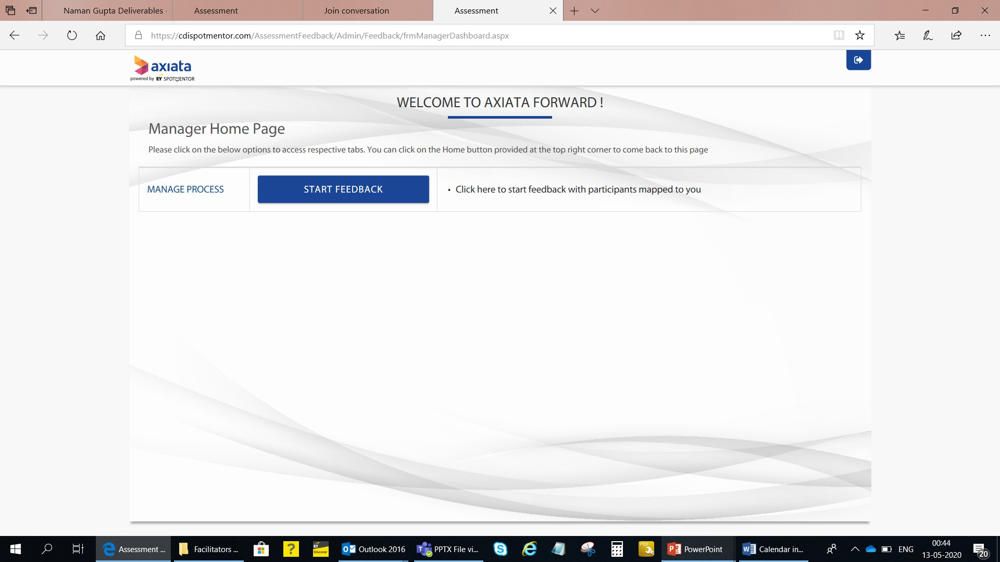 Naman Gupta Deliverables
Assessment
Join conversation
Assessment
https://cdispotmentor.com/AssessmentFeedback/Admin/Feedback/frmManagerDashboard.aspx
axiata
powered by EY SPOTMENTOR
WELCOME TO AXIATA FORWARD !
Manager Home Page
Please click on the below options to access respective tabs. You can click on the Home button provided at the top right corner to come back to this page
MANAGE PROCESS
START FEEDBACK
• Click here to start feedback with participants mapped to you
Assessment ...
Facilitators ...
?
EY
Discover
Outlook 2016
PPTX File vi...
PDF
PowerPoint
Calendar in...
ENG
00:44
13-05-2020
20